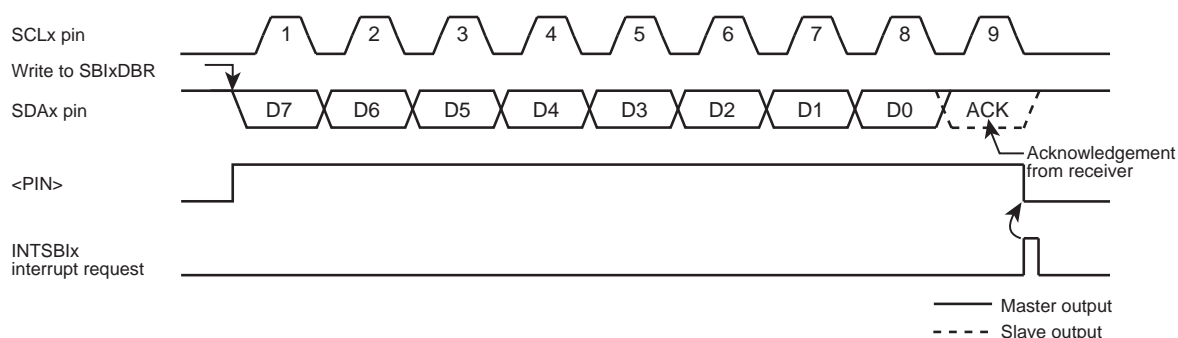 SCLx pin
1 2 3 4 5 6 7 8 9
Write to SBIxDBR
SDAx pin
D7 D6 D5 D4 D3 D2 D1 D0 ACK
Acknowledgement
from receiver
<PIN>
INTSBIx
interrupt request
Master output
Slave output